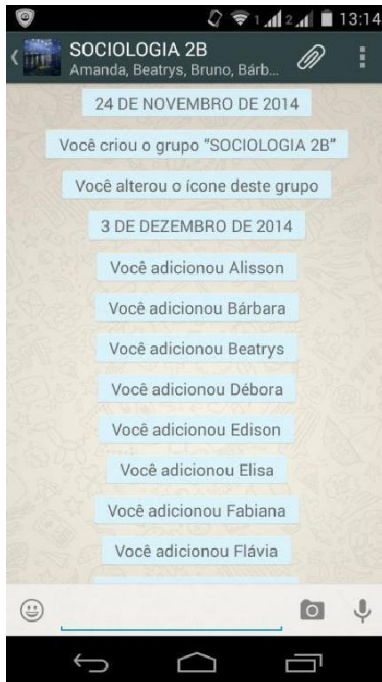 1 2 13:14
SOCIOLOGIA 2B
Amanda, Beatrys, Bruno, Bárb...
24 DE NOVEMBRO DE 2014
Você criou o grupo “SOCIOLOGIA 2B”
Você alterou o ícone deste grupo
3 DE DEZEMBRO DE 2014
Você adicionou Alisson
Você adicionou Bárbara
Você adicionou Beatrys
Você adicionou Débora
Você adicionou Edison
Você adicionou Elisa
Você adicionou Fabiana
Você adicionou Flávia